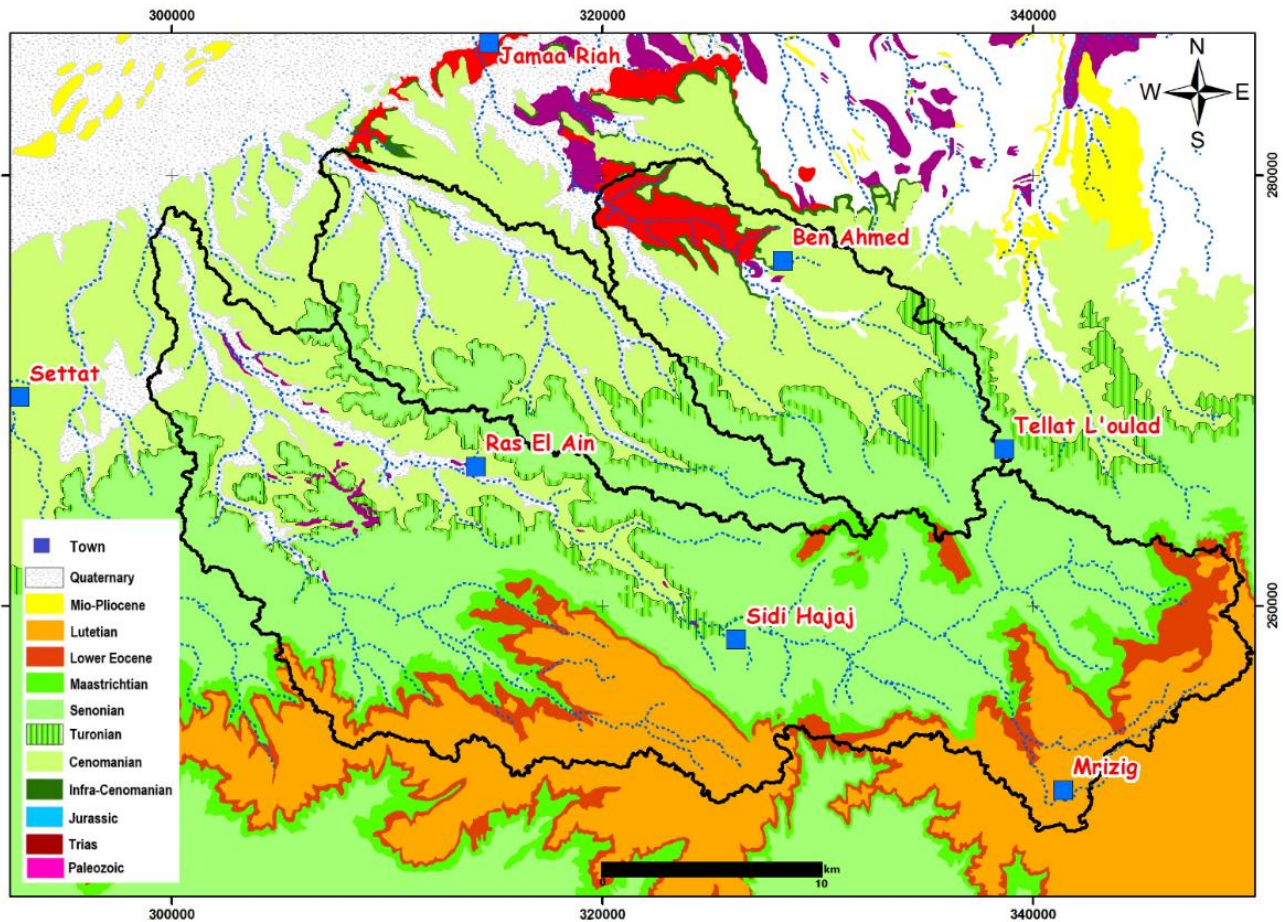 300000 320000 340000
Jamaa Riah
N
W E
S
280000
Ben Ahmed
Settat
Tellat L'oulad
Ras El Ain
Town
Quaternary
Mio-Pliocene
Lutetian
Lower Eocene
Maastrichtian
Senonian
Turonian
Cenomanian
Infra-Cenomanian
Jurassic
Trias
Paleozoic
260000
Sidi Hajaj
Mrizig
km
10
300000 320000 340000